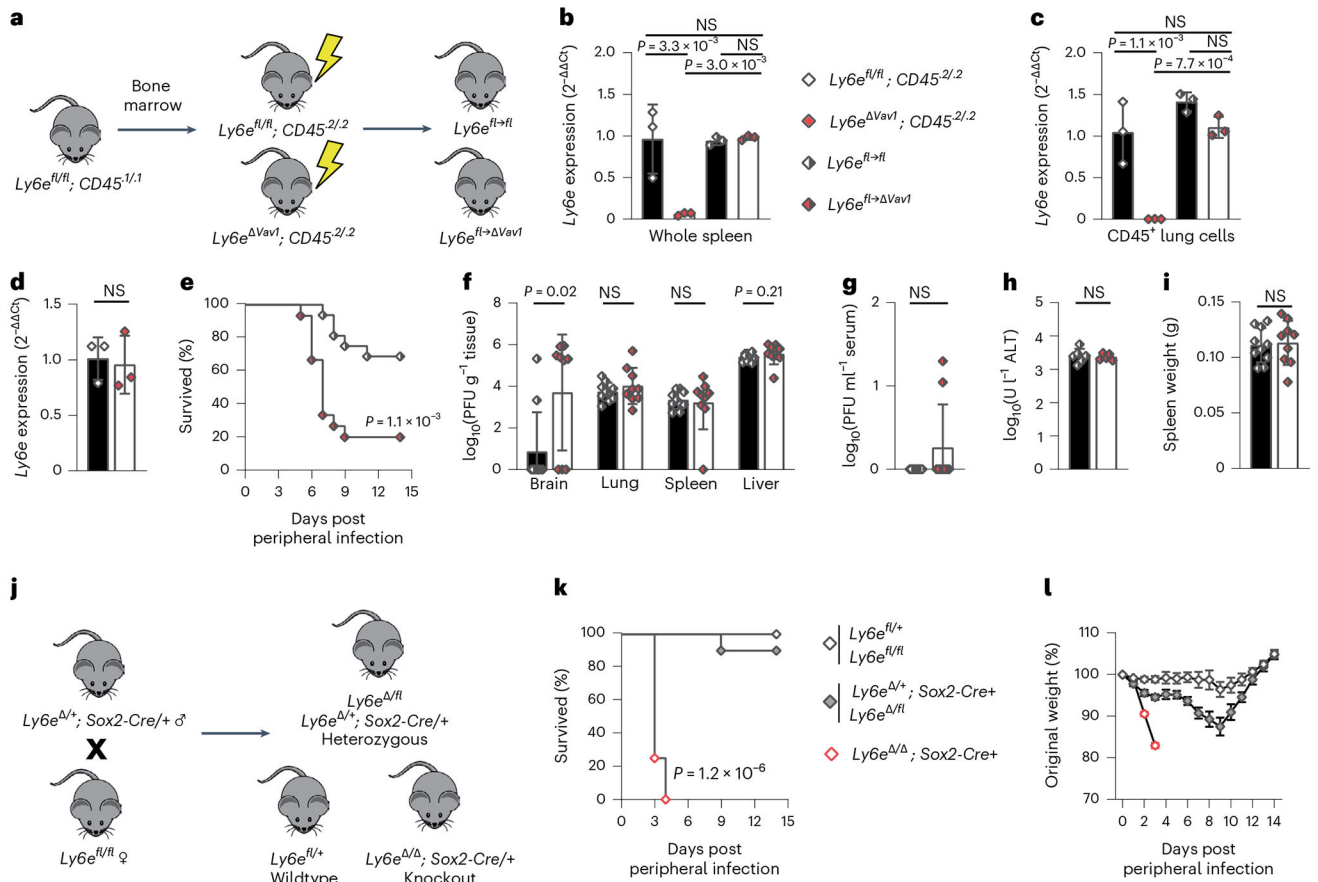 a
Bone
marrow
Ly6e^fl/fl; CD45^.1/.1
Ly6e^fl/fl; CD45^.2/.2
Ly6e^ΔVav1; CD45^.2/.2
Ly6e^fl→fl
Ly6e^fl→ΔVav1
b
NS
P = 3.3 × 10⁻³
NS
P = 3.0 × 10⁻³
Ly6e expression (2^−ΔΔCt)
2.0
1.5
1.0
0.5
0
Whole spleen
Ly6e^fl/fl; CD45^.2/.2
Ly6e^ΔVav1; CD45^.2/.2
Ly6e^fl→fl
Ly6e^fl→ΔVav1
c
NS
P = 1.1 × 10⁻³
NS
P = 7.7 × 10⁻⁴
Ly6e expression (2^−ΔΔCt)
2.0
1.5
1.0
0.5
0
CD45⁺ lung cells
d
NS
Ly6e expression (2^−ΔΔCt)
1.5
1.0
0.5
0
e
Survived (%)
100
80
60
40
20
0
P = 1.1 × 10⁻³
0 3 6 9 12 15
Days post
peripheral infection
f
P = 0.02
NS
NS
P = 0.21
log₁₀(PFU g⁻¹ tissue)
8
6
4
2
0
Brain Lung Spleen Liver
g
NS
log₁₀(PFU ml⁻¹ serum)
2
1
0
h
NS
log₁₀(U l⁻¹ ALT)
5
4
3
2
1
0
i
NS
Spleen weight (g)
0.15
0.10
0.05
0
j
Ly6e^Δ/+; Sox2-Cre/+ ♂
X
Ly6e^fl/fl ♀
Ly6e^Δ/fl
Ly6e^Δ/+; Sox2-Cre/+
Heterozygous
Ly6e^fl/+
Wildtype
Ly6e^Δ/Δ; Sox2-Cre/+
Knockout
k
Survived (%)
100
80
60
40
20
0
P = 1.2 × 10⁻⁶
0 3 6 9 12 15
Days post
peripheral infection
Ly6e^fl/+
Ly6e^fl/fl
Ly6e^Δ/+; Sox2-Cre+
Ly6e^Δ/fl
Ly6e^Δ/Δ; Sox2-Cre+
l
Original weight (%)
110
100
90
80
70
0 2 4 6 8 10 12 14
Days post
peripheral infection